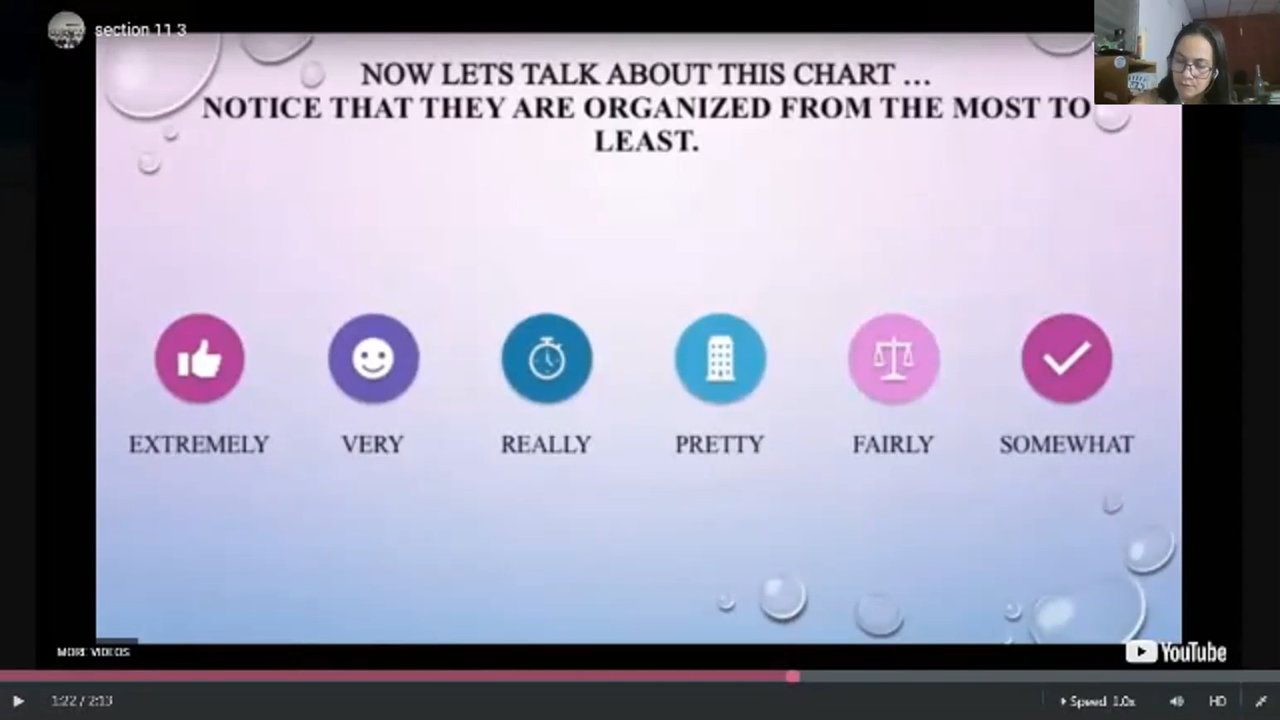 section 11 3
NOW LETS TALK ABOUT THIS CHART ...
NOTICE THAT THEY ARE ORGANIZED FROM THE MOST TO
LEAST.
EXTREMELY VERY REALLY PRETTY FAIRLY SOMEWHAT
MORE VIDEOS
YouTube
1:22 / 2:13
Speed 1.0x
HD